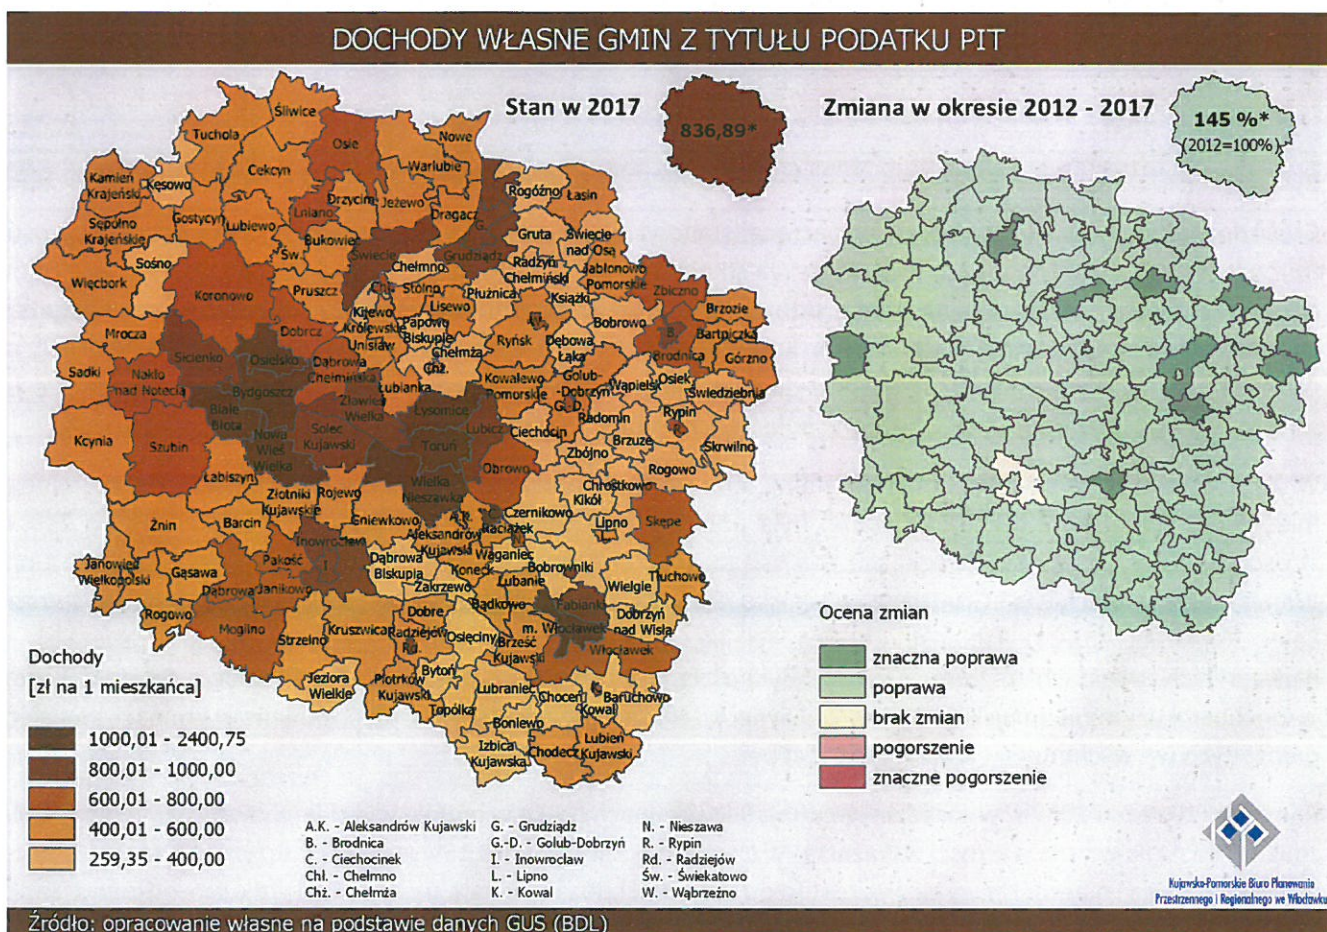 DOCHODY WŁASNE GMIN Z TYTUŁU PODATKU PIT
Stan w 2017
836,89*
Zmiana w okresie 2012 - 2017
145 %*
(2012=100%)
Śliwice
Tuchola
Osie
Nowe
Cekcyn
Warlubie
Kamień
Krajeński
Kęsowo
Rogóźno
Łasin
Lniano
Drzycim
Jeżewo
Dragacz
G.
Gostycyn
Lubiewo
Sępólno
Krajeńskie
Bukowiec
Gruta
Świecie
nad Osą
Św.
Świecie
Grudziądz
Radzyń
Chełmiński
Sośno
Chełmno
Jabłonowo
Pomorskie
Więcbork
Koronowo
Pruszcz
Chł.
Stolno
Płużnica
Książki
Zbiczno
Lisewo
Brzozie
Kijewo
Królewskie
Papowo
Biskupie
W.
Bobrowo
B.
Bartniczka
Mrocza
Dobrcz
Unisław
Ryńsk
Dębowa
Łąka
Brodnica
Górzno
Sicienko
Osielsko
Dąbrowa
Chełmińska
Chełmża
Chż.
Sadki
Nakło
nad Notecią
Bydgoszcz
Łubianka
Kowalewo
Pomorskie
Golub-
-Dobrzyń
G.-D.
Wąpielsk
Osiek
Świedziebnia
Zławieś
Wielka
Łysomice
Białe
Błota
Solec
Kujawski
Lubicz
Ciechocin
Radomin
Rypin
R.
Kcynia
Nowa
Wieś
Wielka
Toruń
Brzuze
Skrwilno
Szubin
Zbójno
Obrowo
Rogowo
Łabiszyn
Wielka
Nieszawka
Chrostkowo
Złotniki
Kujawskie
Rojewo
Kikół
Czernikowo
Żnin
Barcin
Gniewkowo
A.K.
Raciążek
Lipno
Skępe
Inowrocław
Aleksandrów
Kujawski
I.
Waganiec
Janowiec
Wielkopolski
Gąsawa
Pakość
Dąbrowa
Biskupia
Koneck
Bobrowniki
Dąbrowa
Janikowo
Zakrzewo
Lubanie
Wielgie
Tłuchowo
Rogowo
Bądkowo
Fabianki
Dobre
Dobrzyń
nad Wisłą
Mogilno
Strzelno
Kruszwica
Radziejów
Rd.
Osięciny
m. Włocławek
Brześć
Kujawski
Włocławek
Jeziora
Wielkie
Piotrków
Kujawski
Bytoń
Lubraniec
Choceń
Baruchowo
Kowal
Topólka
Boniewo
Izbica
Kujawska
Chodecz
Lubień
Kujawski
Dochody
[zł na 1 mieszkańca]
1000,01 - 2400,75
800,01 - 1000,00
600,01 - 800,00
400,01 - 600,00
259,35 - 400,00
A.K. - Aleksandrów Kujawski
B. - Brodnica
C. - Ciechocinek
Chł. - Chełmno
Chż. - Chełmża
G. - Grudziądz
G.-D. - Golub-Dobrzyń
I. - Inowrocław
L. - Lipno
K. - Kowal
N. - Nieszawa
R. - Rypin
Rd. - Radziejów
Św. - Świekatowo
W. - Wąbrzeźno
Ocena zmian
znaczna poprawa
poprawa
brak zmian
pogorszenie
znaczne pogorszenie
Kujawsko-Pomorskie Biuro Planowania
Przestrzennego i Regionalnego we Włocławku
Źródło: opracowanie własne na podstawie danych GUS (BDL)